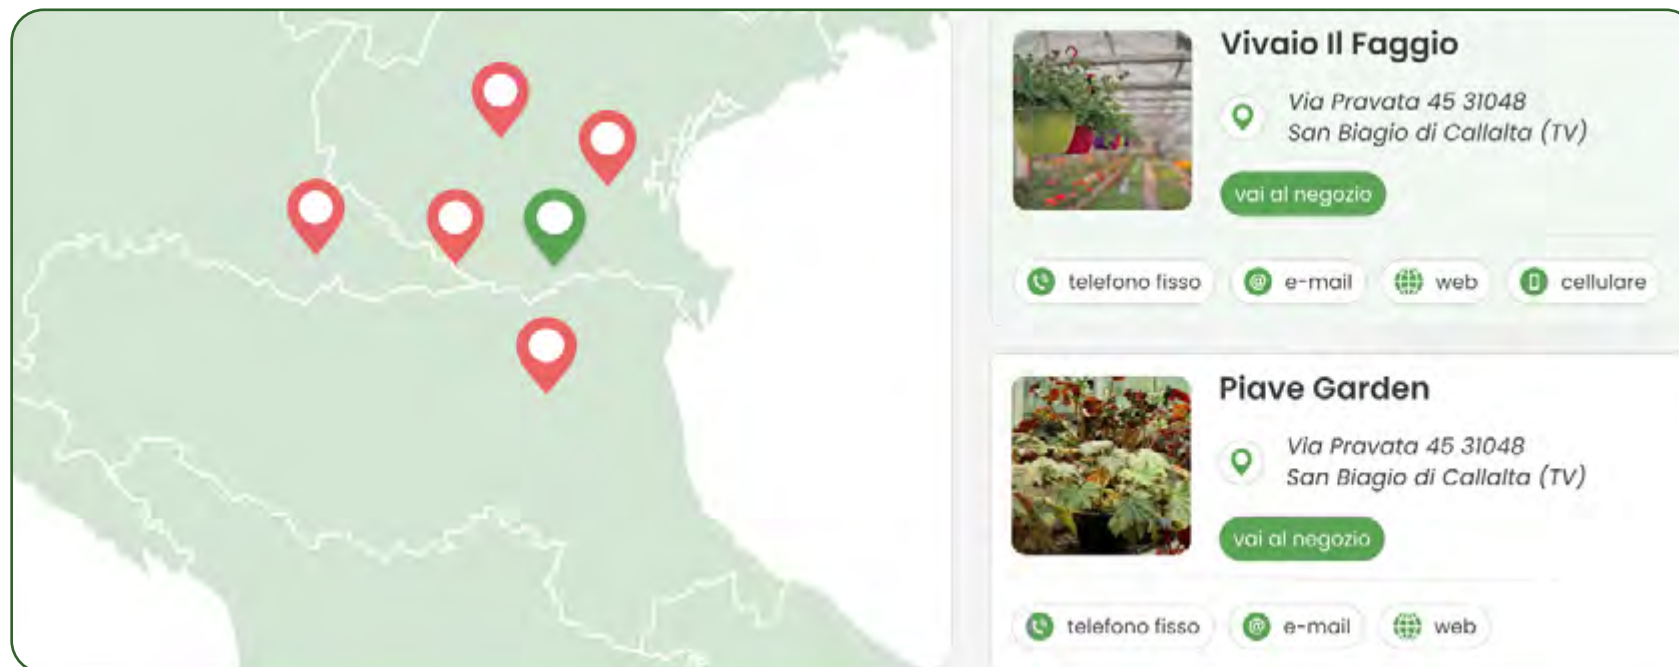 Vivaio Il Faggio
Via Pravata 45 31048
San Biagio di Callalta (TV)
vai al negozio
telefono fisso
e-mail
web
cellulare
Piave Garden
Via Pravata 45 31048
San Biagio di Callalta (TV)
vai al negozio
telefono fisso
e-mail
web